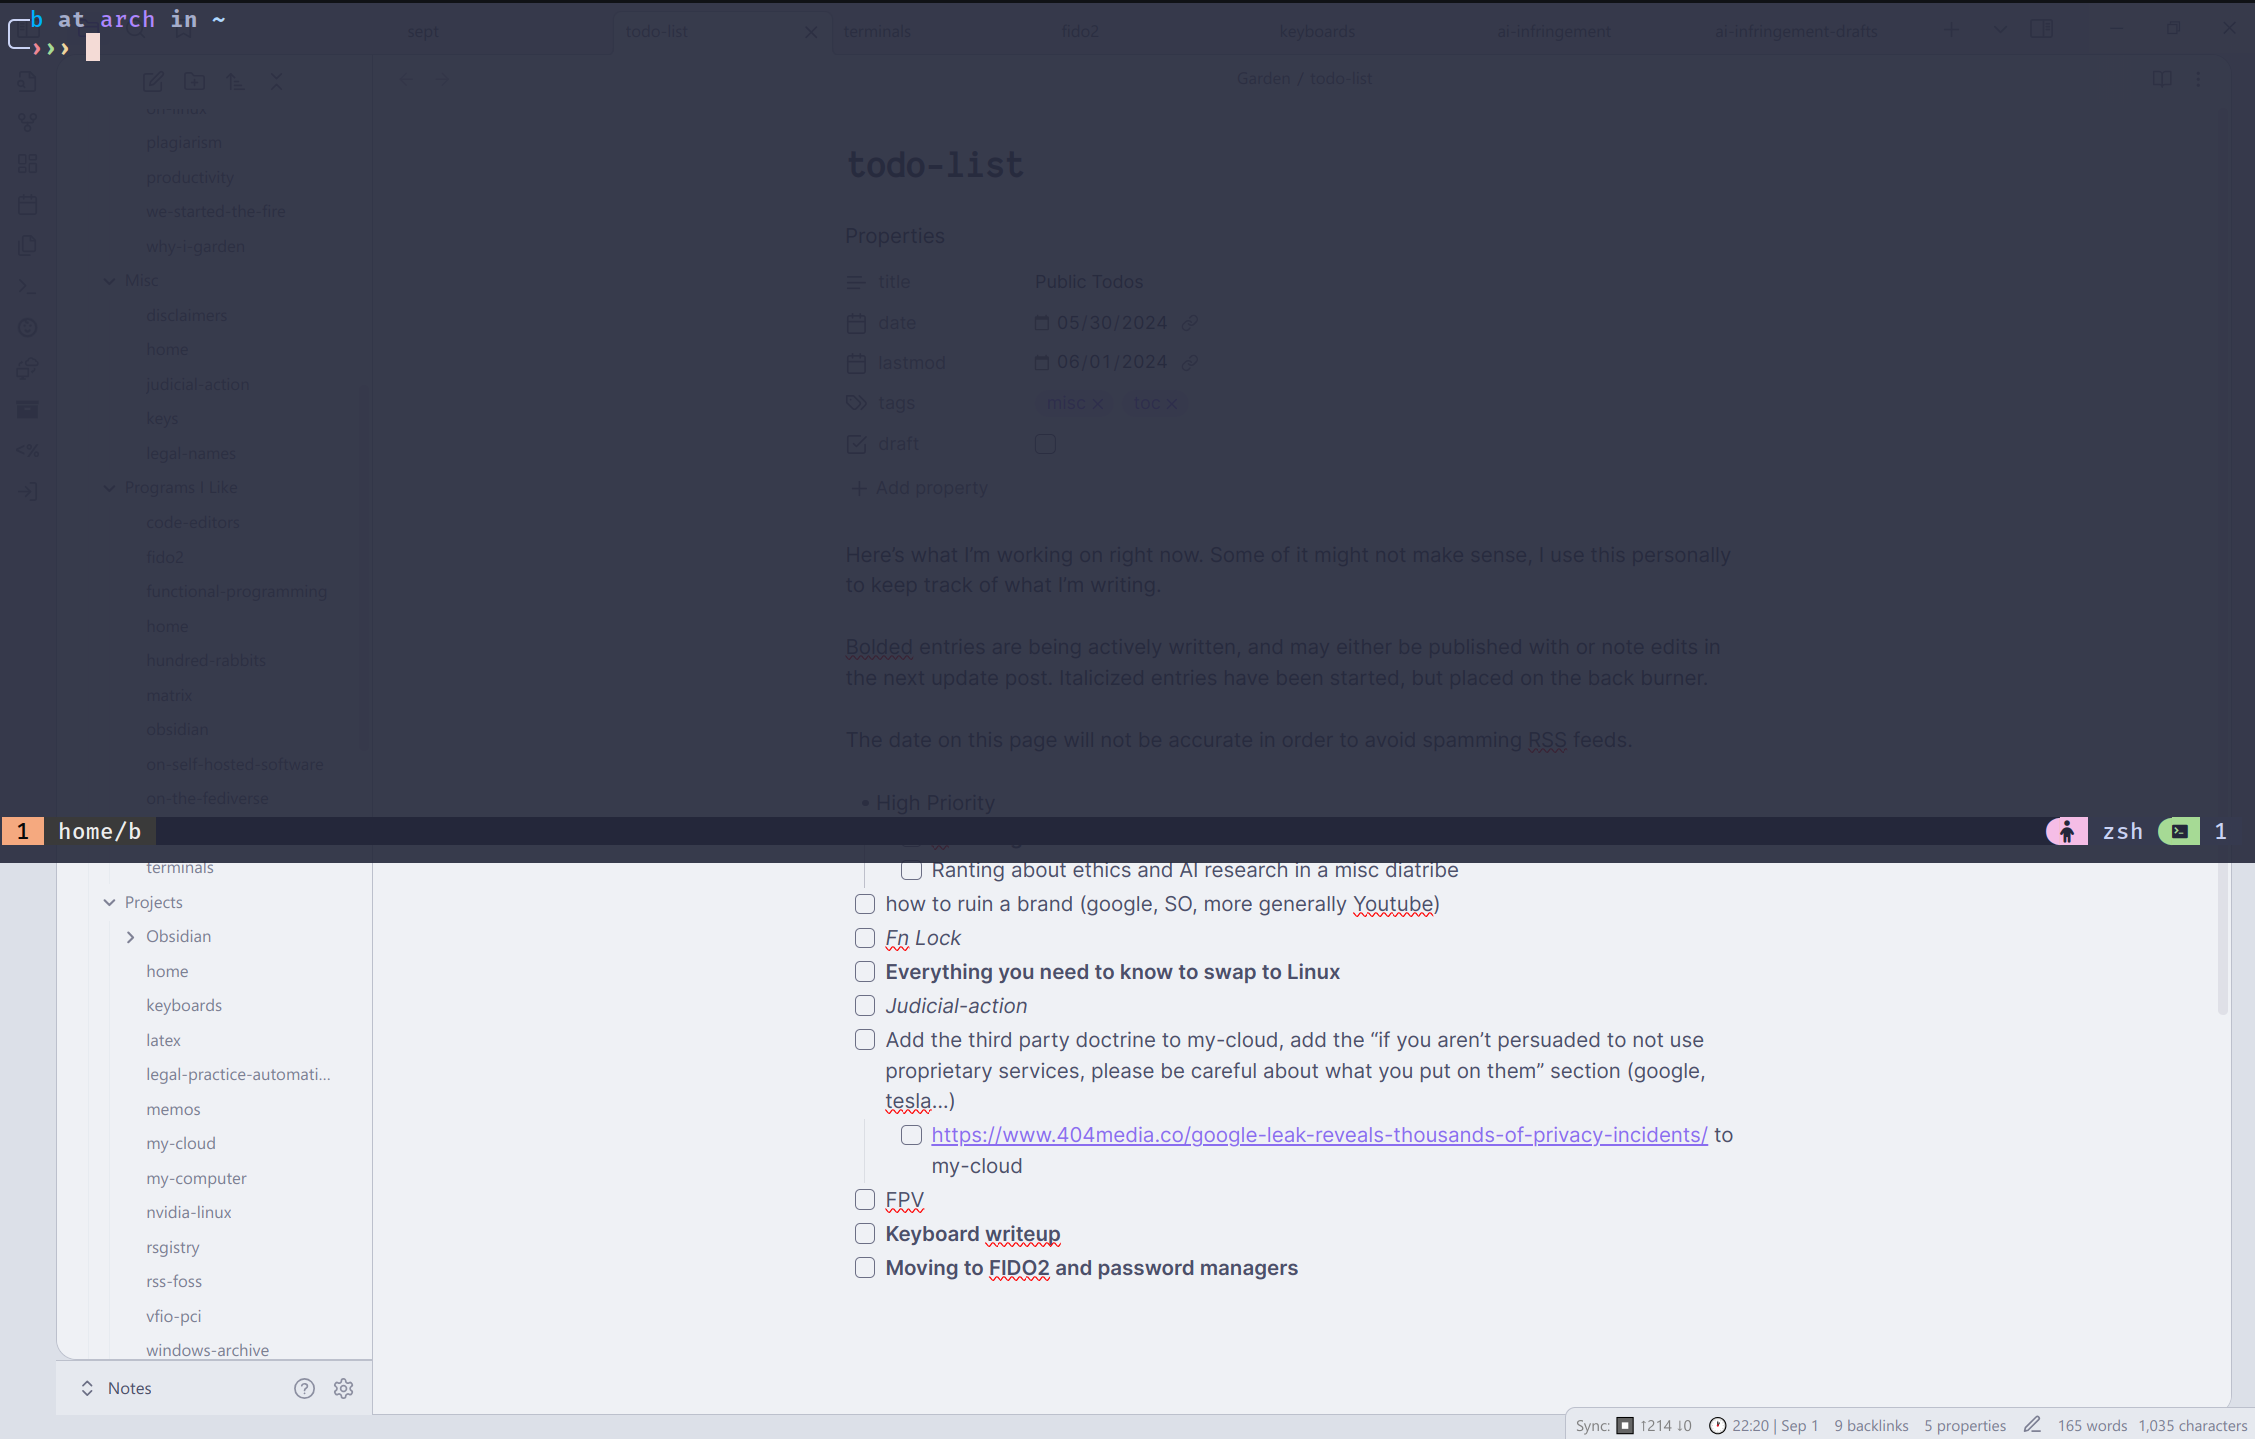 b at arch in ~
›››
sept
todo-list
terminals
fido2
keyboards
ai-infringement
ai-infringement-drafts
Garden / todo-list
on-linux
plagiarism
productivity
we-started-the-fire
why-i-garden
Misc
disclaimers
home
judicial-action
keys
legal-names
Programs I Like
code-editors
fido2
functional-programming
home
hundred-rabbits
matrix
obsidian
on-self-hosted-software
on-the-fediverse
todo-list
Properties
title Public Todos
date 05/30/2024
lastmod 06/01/2024
tags misc × toc ×
draft
+ Add property
Here's what I'm working on right now. Some of it might not make sense, I use this personally
to keep track of what I'm writing.
Bolded entries are being actively written, and may either be published with or note edits in
the next update post. Italicized entries have been started, but placed on the back burner.
The date on this page will not be accurate in order to avoid spamming RSS feeds.
• High Priority
1 home/b
zsh 1
terminals
Projects
Obsidian
home
keyboards
latex
legal-practice-automati...
memos
my-cloud
my-computer
nvidia-linux
rsgistry
rss-foss
vfio-pci
windows-archive
Notes
Ranting about ethics and AI research in a misc diatribe
how to ruin a brand (google, SO, more generally Youtube)
Fn Lock
Everything you need to know to swap to Linux
Judicial-action
Add the third party doctrine to my-cloud, add the “if you aren’t persuaded to not use
proprietary services, please be careful about what you put on them” section (google,
tesla...)
https://www.404media.co/google-leak-reveals-thousands-of-privacy-incidents/ to
my-cloud
FPV
Keyboard writeup
Moving to FIDO2 and password managers
Sync: ↑214 ↓0 22:20 | Sep 1 9 backlinks 5 properties 165 words 1,035 characters